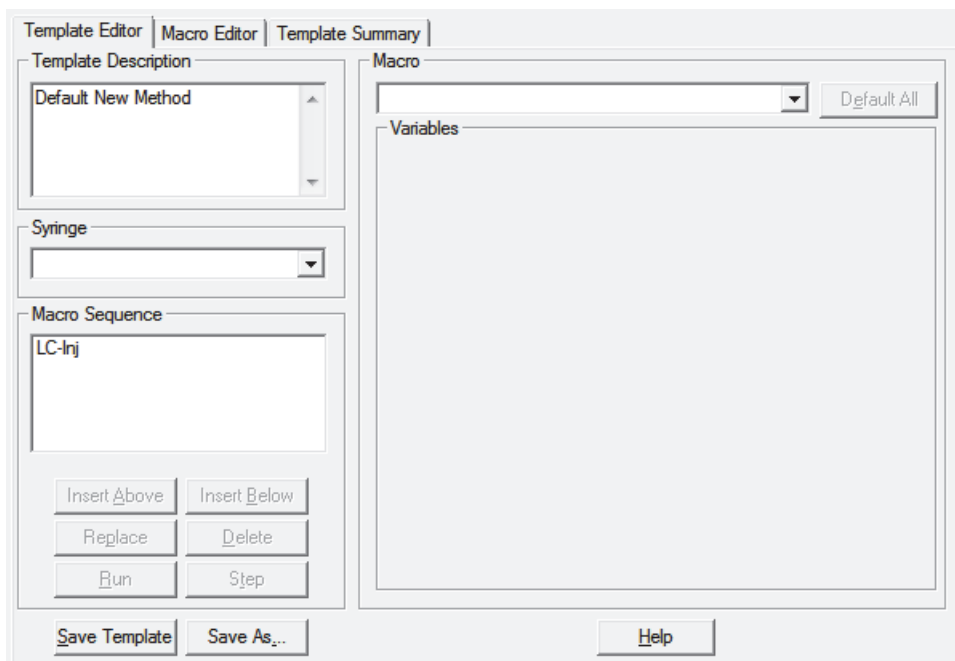 Template Editor Macro Editor Template Summary
Template Description
Default New Method
Syringe
Macro Sequence
LC-Inj
Insert Above Insert Below
Replace Delete
Run Step
Save Template Save As...
Macro
Default All
Variables
Help